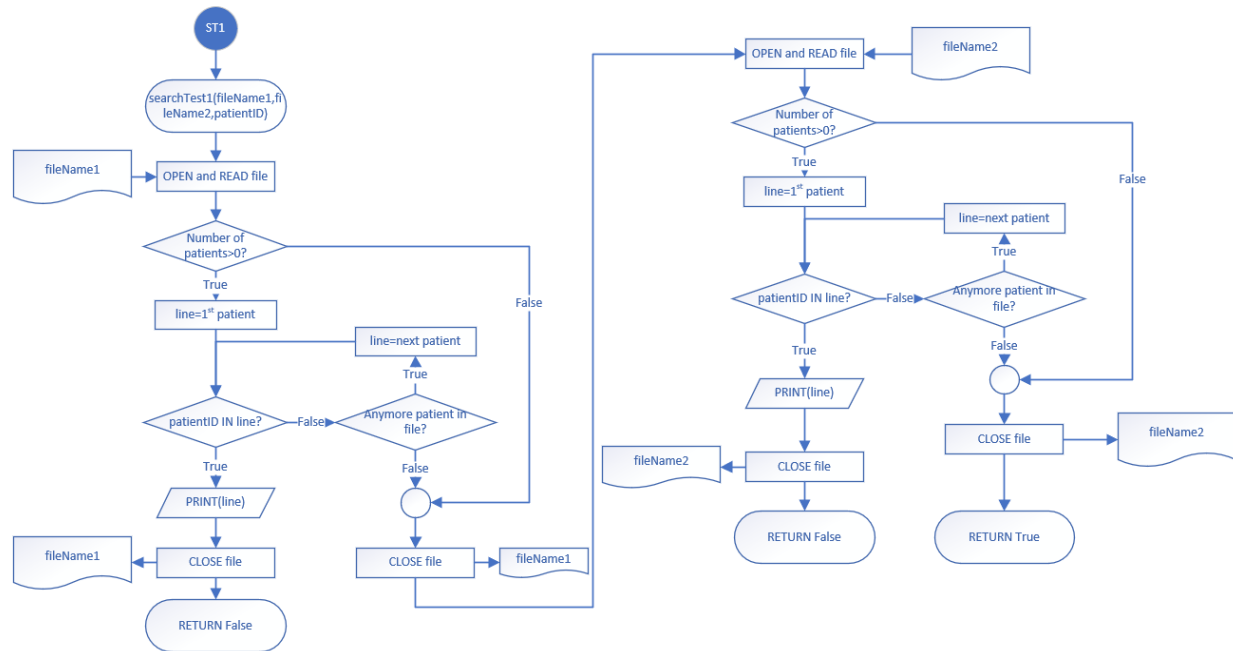 ST1
searchTest1(fileName1,fi
leName2,patientID)
fileName1
OPEN and READ file
Number of
patients>0?
True
False
line=1st patient
line=next patient
True
patientID IN line?
False
Anymore patient in
file?
True
False
PRINT(line)
fileName1
CLOSE file
CLOSE file
fileName1
RETURN False
OPEN and READ file
fileName2
Number of
patients>0?
True
False
line=1st patient
line=next patient
True
patientID IN line?
False
Anymore patient in
file?
True
False
PRINT(line)
CLOSE file
fileName2
fileName2
CLOSE file
RETURN False
RETURN True